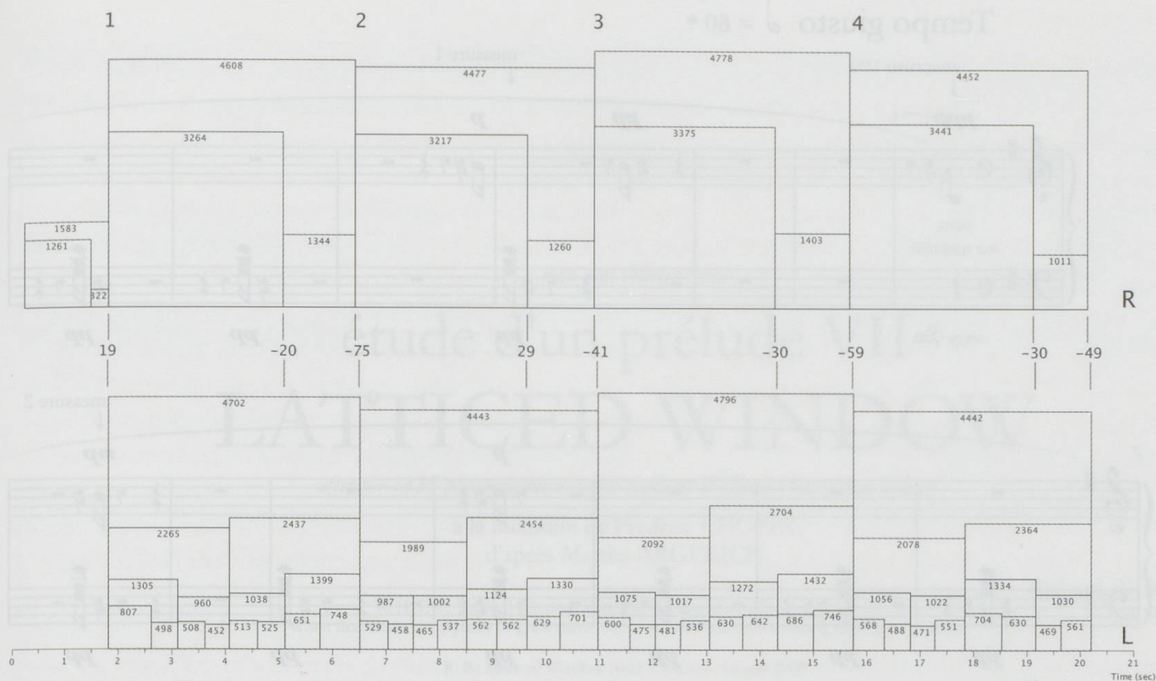 1 2 3 4
Tempo giusto = 60
4608 4477 4778 4452
3264 3217 3375 3441
1583
1261 1344 1260 1403 1011
322
R
19 -20 -75 29 -41 -30 -59 -30 -49
étude d'un prélude VII
LATTICED WINDOW
4702 4443 4796 4442
2265 2437 1989 2454 2092 2704 2078 2364
1305 960 1038 1399 987 1002 1124 1330 1075 1017 1272 1432 1056 1022 1334 1030
807 498 508 452 513 525 651 748 529 458 465 537 562 562 629 701 600 475 481 536 630 642 686 746 568 488 471 551 704 630 469 561
L
0 1 2 3 4 5 6 7 8 9 10 11 12 13 14 15 16 17 18 19 20 21
Time (sec)